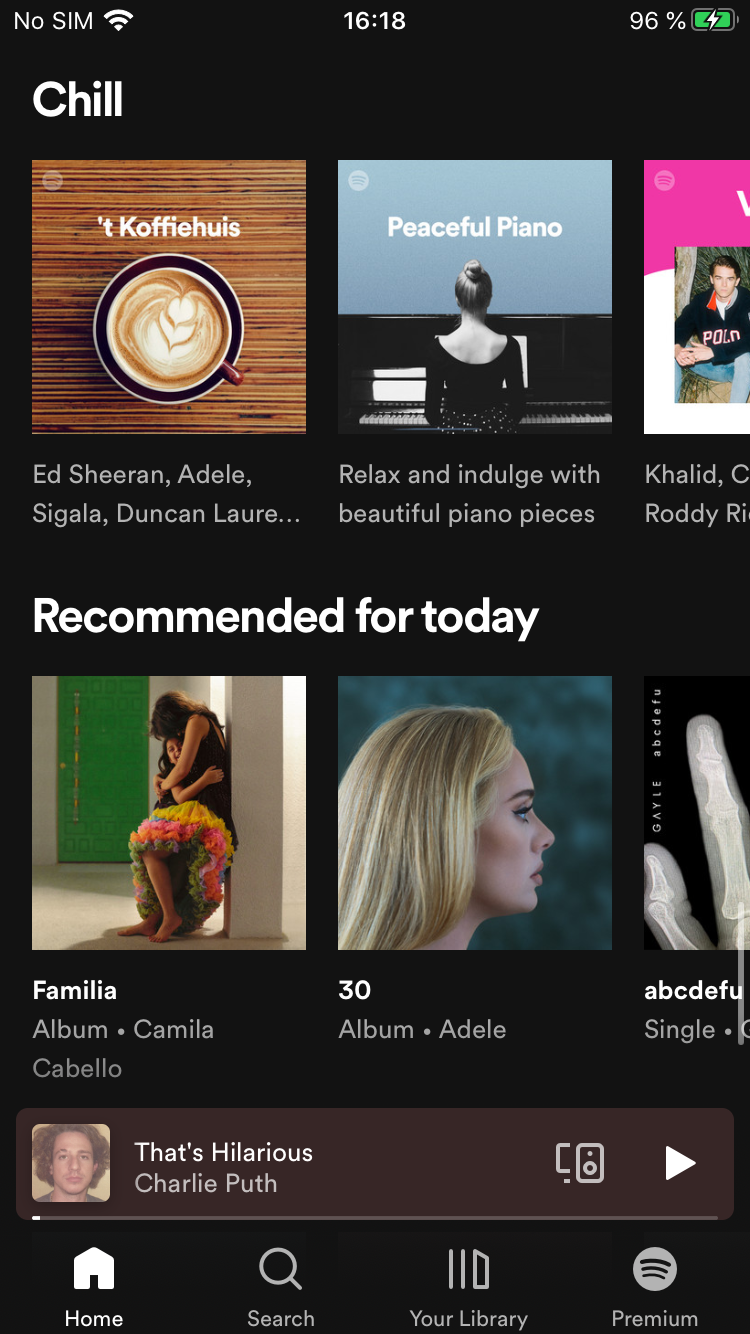 No SIM 16:18 96 %
Chill
't Koffiehuis
Peaceful Piano
POLO
Ed Sheeran, Adele,
Sigala, Duncan Laure...
Relax and indulge with
beautiful piano pieces
Khalid, C
Roddy Ri
Recommended for today
GAYLE abcdefu
Familia
Album • Camila
Cabello
30
Album • Adele
abcdefu
Single •
That's Hilarious
Charlie Puth
Home
Search
Your Library
Premium